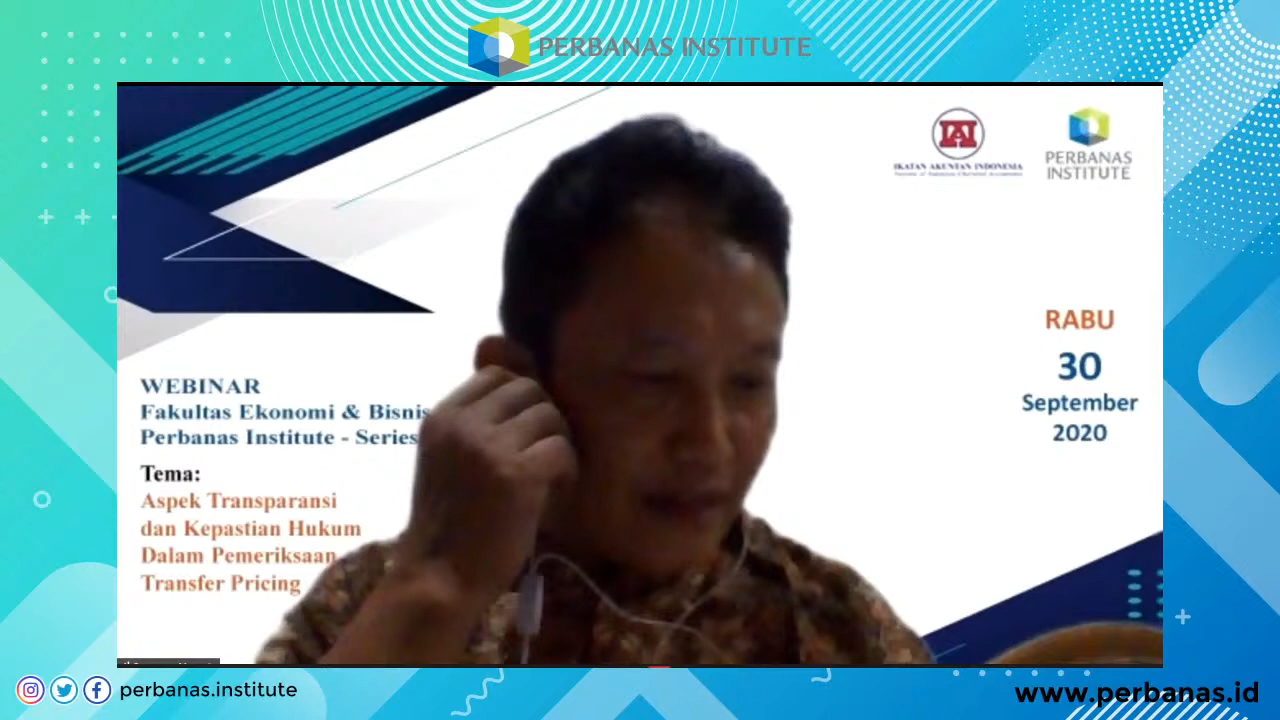 PERBANAS INSTITUTE
IAI
IKATAN AKUNTAN INDONESIA
PERBANAS
INSTITUTE
RABU
30
September
2020
WEBINAR
Fakultas Ekonomi & Bisnis
Perbanas Institute - Series
Tema:
Aspek Transparansi
dan Kepastian Hukum
Dalam Pemeriksaan
Transfer Pricing
perbanas.institute
www.perbanas.id